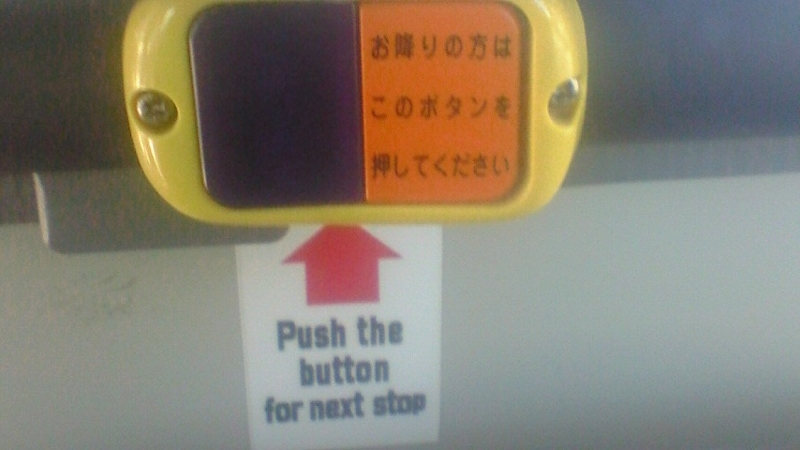 お降りの方は
このボタンを
押してください
Push the
button
for next stop